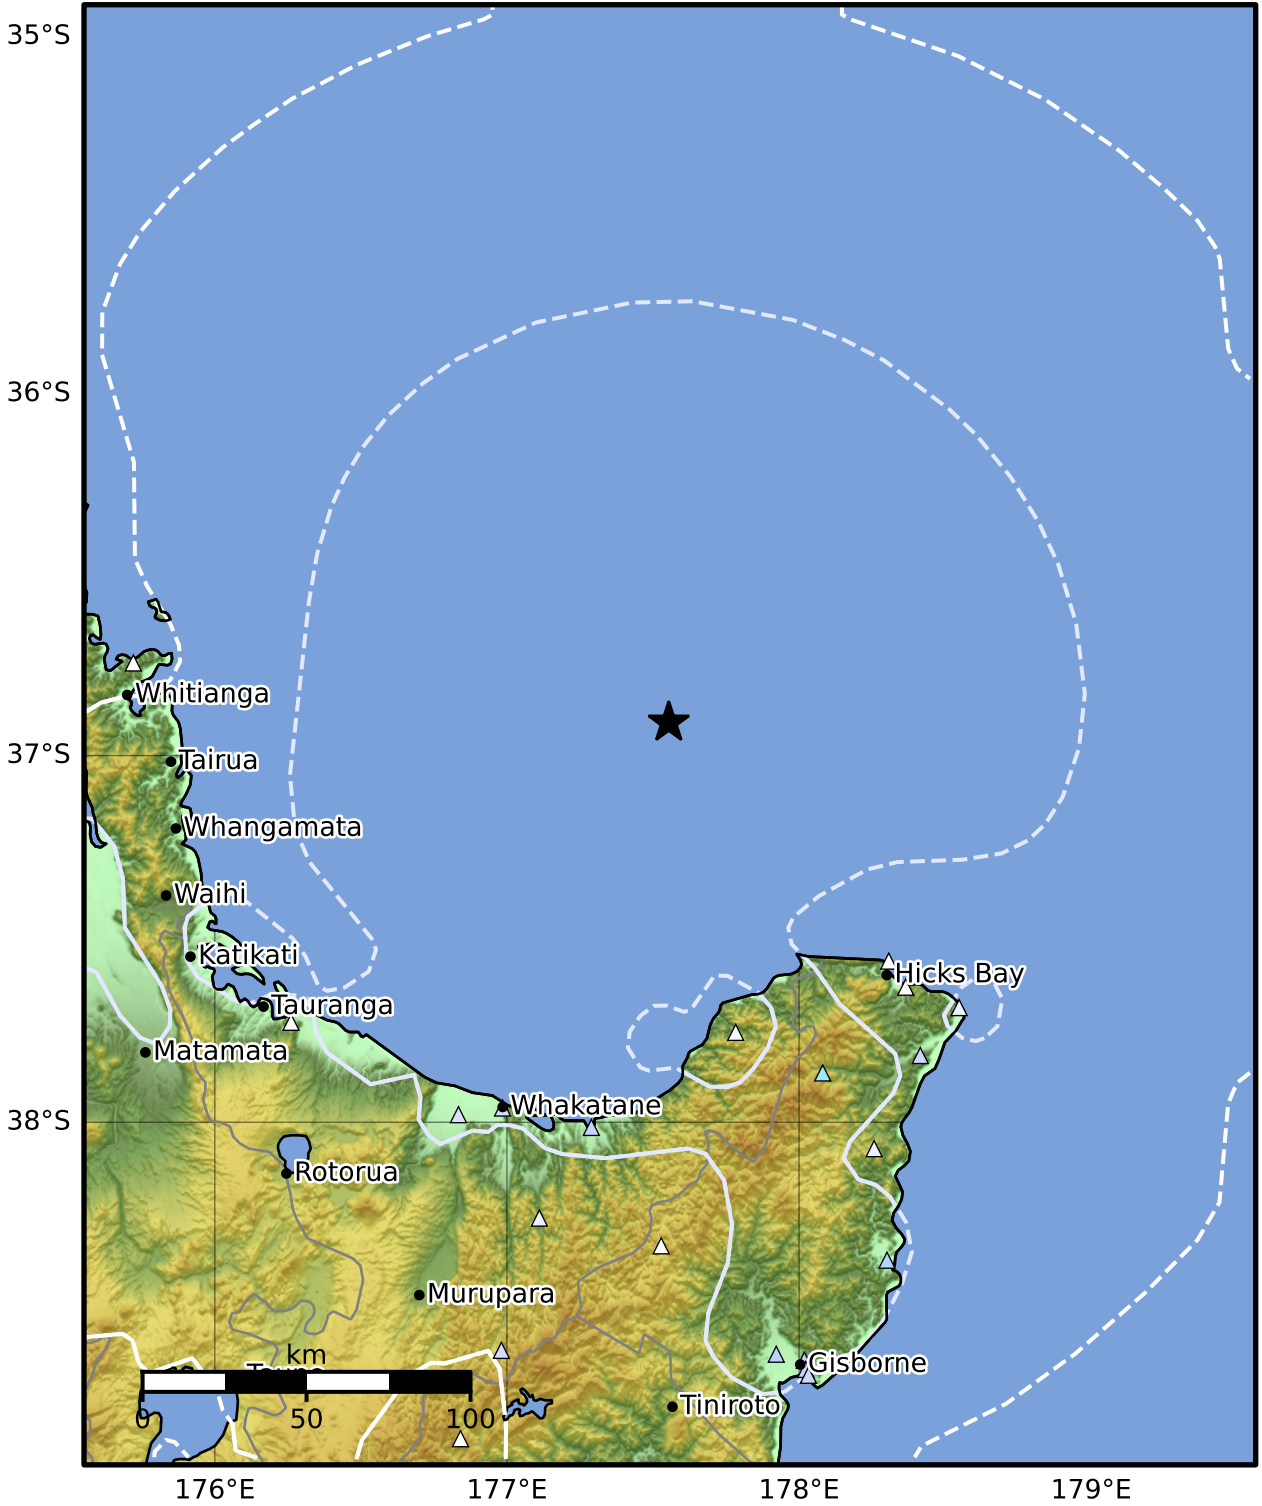 35°S
36°S
37°S
38°S
Whitianga
Tairua
Whangamata
Waihi
Katikati
Tauranga
Matamata
Hicks Bay
Whakatane
Rotorua
Murupara
Gisborne
Tiniroto
km
0 50 100
176°E 177°E 178°E 179°E